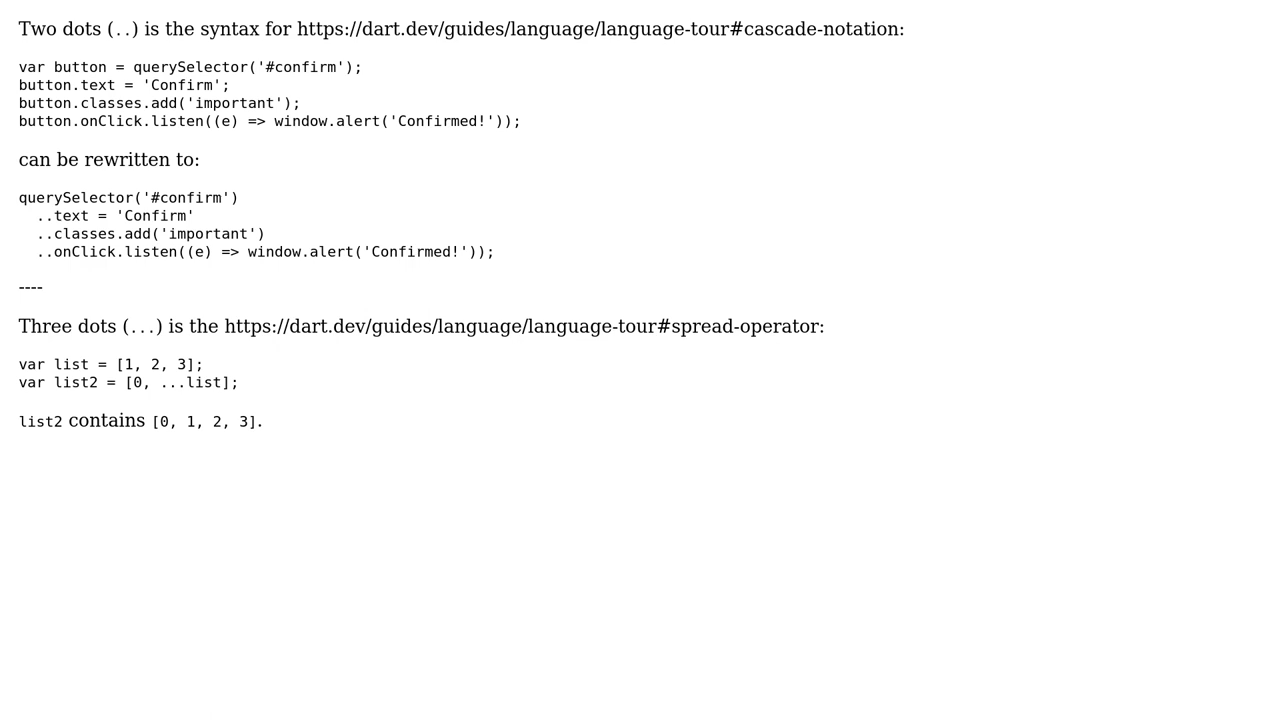 Two dots (..) is the syntax for https://dart.dev/guides/language/language-tour#cascade-notation:
var button = querySelector('#confirm');
button.text = 'Confirm';
button.classes.add('important');
button.onClick.listen((e) => window.alert('Confirmed!'));
can be rewritten to:
querySelector('#confirm')
  ..text = 'Confirm'
  ..classes.add('important')
  ..onClick.listen((e) => window.alert('Confirmed!'));
----
Three dots (...) is the https://dart.dev/guides/language/language-tour#spread-operator:
var list = [1, 2, 3];
var list2 = [0, ...list];
list2 contains [0, 1, 2, 3].